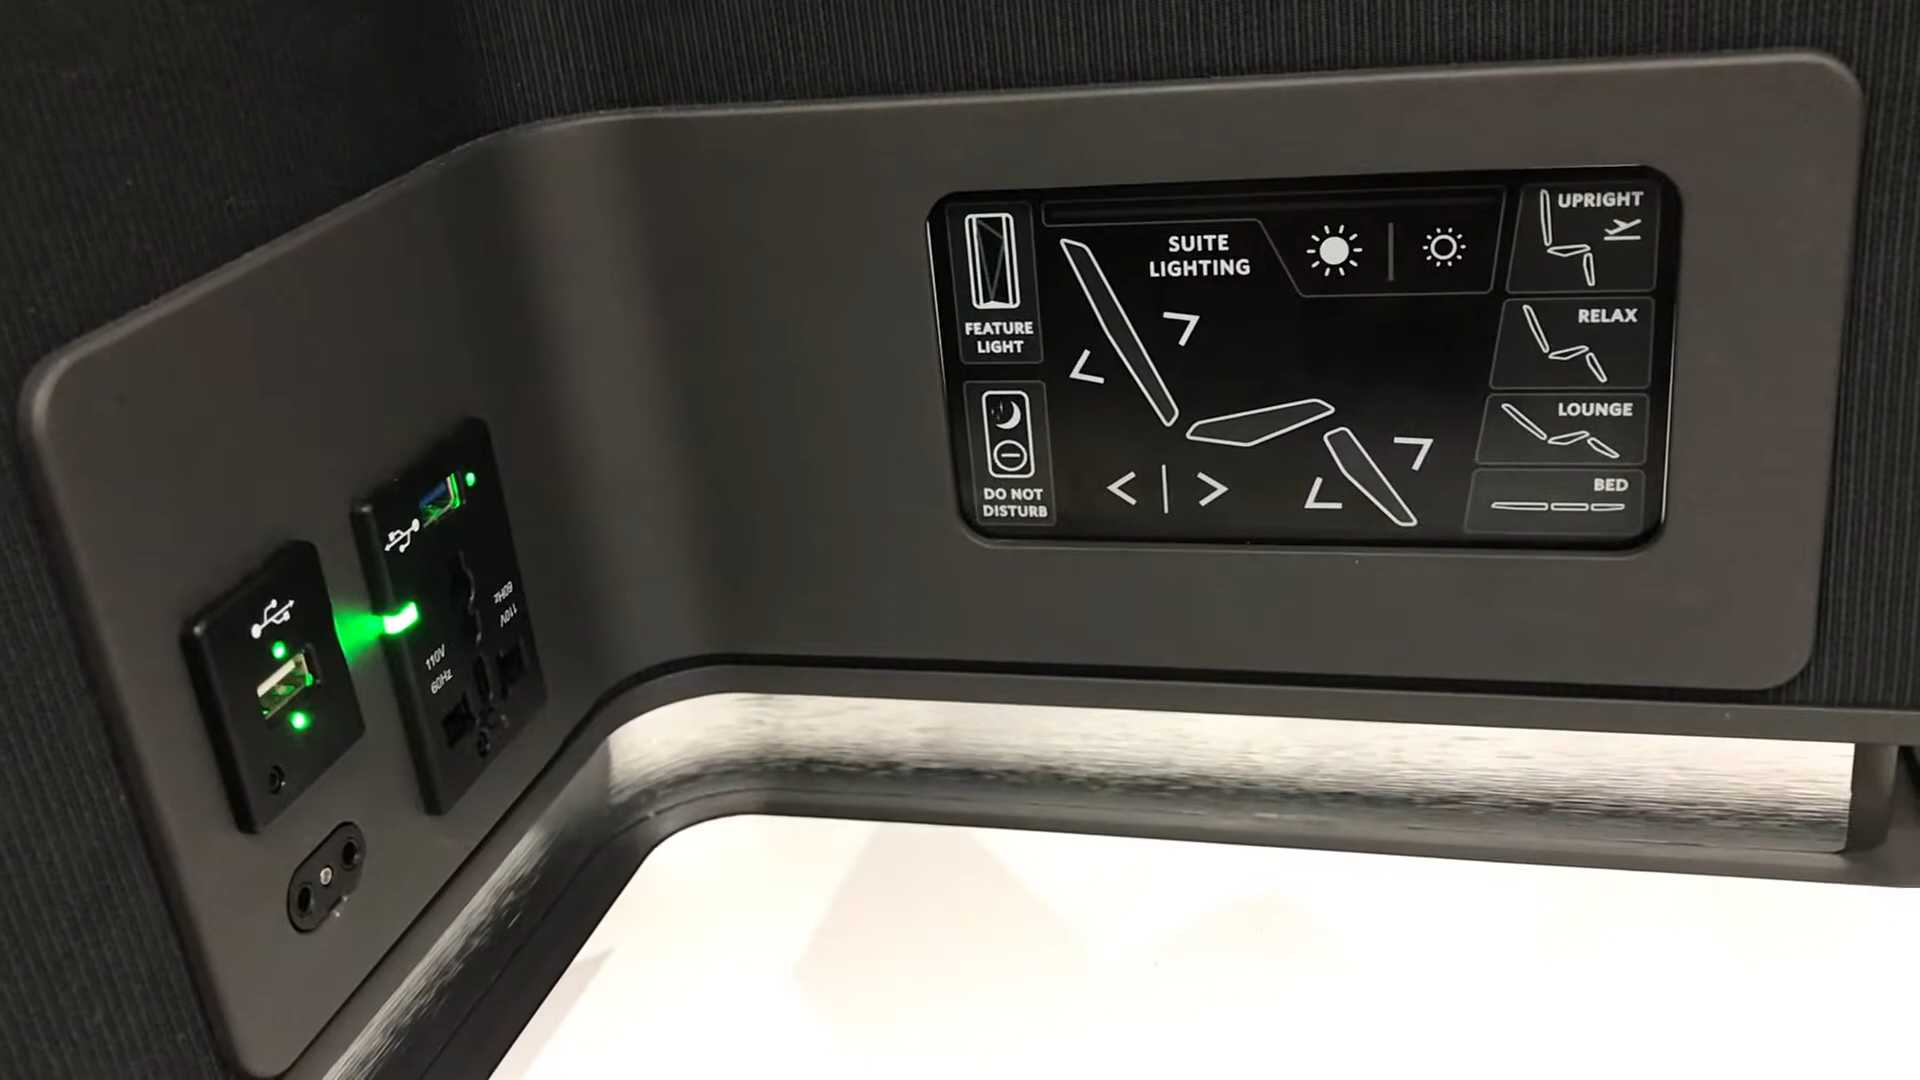 FEATURE
LIGHT
DO NOT
DISTURB
SUITE
LIGHTING
UPRIGHT
RELAX
LOUNGE
BED
110V
60Hz
110V
60Hz